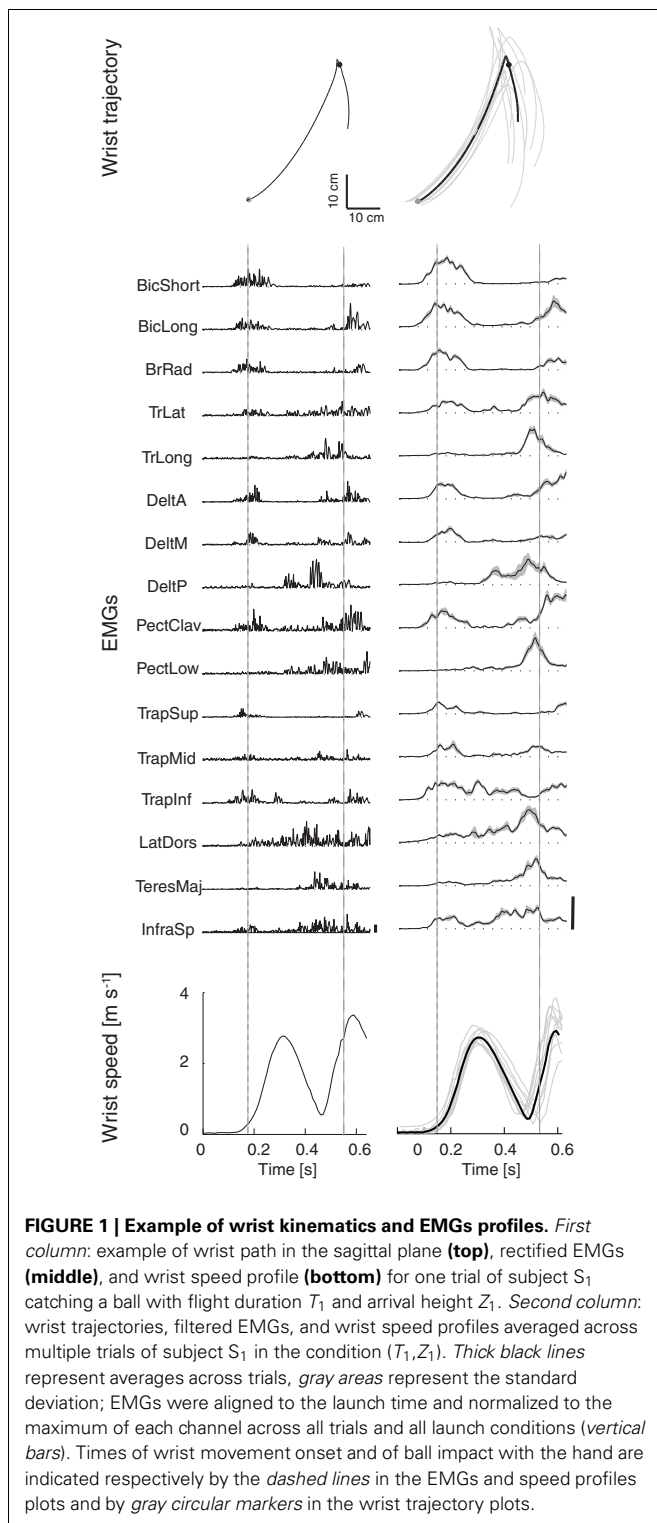 Wrist trajectory
10 cm
10 cm
EMGs
BicShort
BicLong
BrRad
TrLat
TrLong
DeltA
DeltM
DeltP
PectClav
PectLow
TrapSup
TrapMid
TrapInf
LatDors
TeresMaj
InfraSp
Wrist speed [m s-1]
4
2
0
0 0.2 0.4 0.6
Time [s]
0 0.2 0.4 0.6
Time [s]
FIGURE 1 | Example of wrist kinematics and EMGs profiles. First
column: example of wrist path in the sagittal plane (top), rectified EMGs
(middle), and wrist speed profile (bottom) for one trial of subject S1
catching a ball with flight duration T1 and arrival height Z1. Second column:
wrist trajectories, filtered EMGs, and wrist speed profiles averaged across
multiple trials of subject S1 in the condition (T1,Z1). Thick black lines
represent averages across trials, gray areas represent the standard
deviation; EMGs were aligned to the launch time and normalized to the
maximum of each channel across all trials and all launch conditions (vertical
bars). Times of wrist movement onset and of ball impact with the hand are
indicated respectively by the dashed lines in the EMGs and speed profiles
plots and by gray circular markers in the wrist trajectory plots.